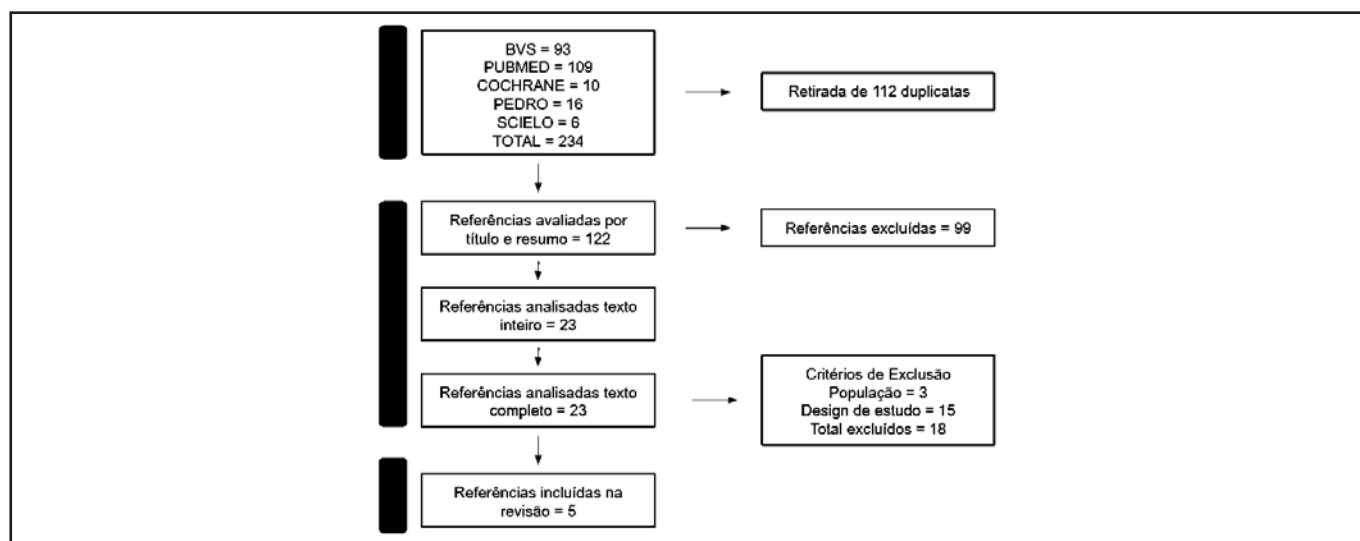 BVS = 93
PUBMED = 109
COCHRANE = 10
PEDRO = 16
SCIELO = 6
TOTAL = 234
Retirada de 112 duplicatas
Referências avaliadas por
título e resumo = 122
Referências excluídas = 99
Referências analisadas texto
inteiro = 23
Referências analisadas texto
completo = 23
Critérios de Exclusão
População = 3
Design de estudo = 15
Total excluídos = 18
Referências incluídas na
revisão = 5